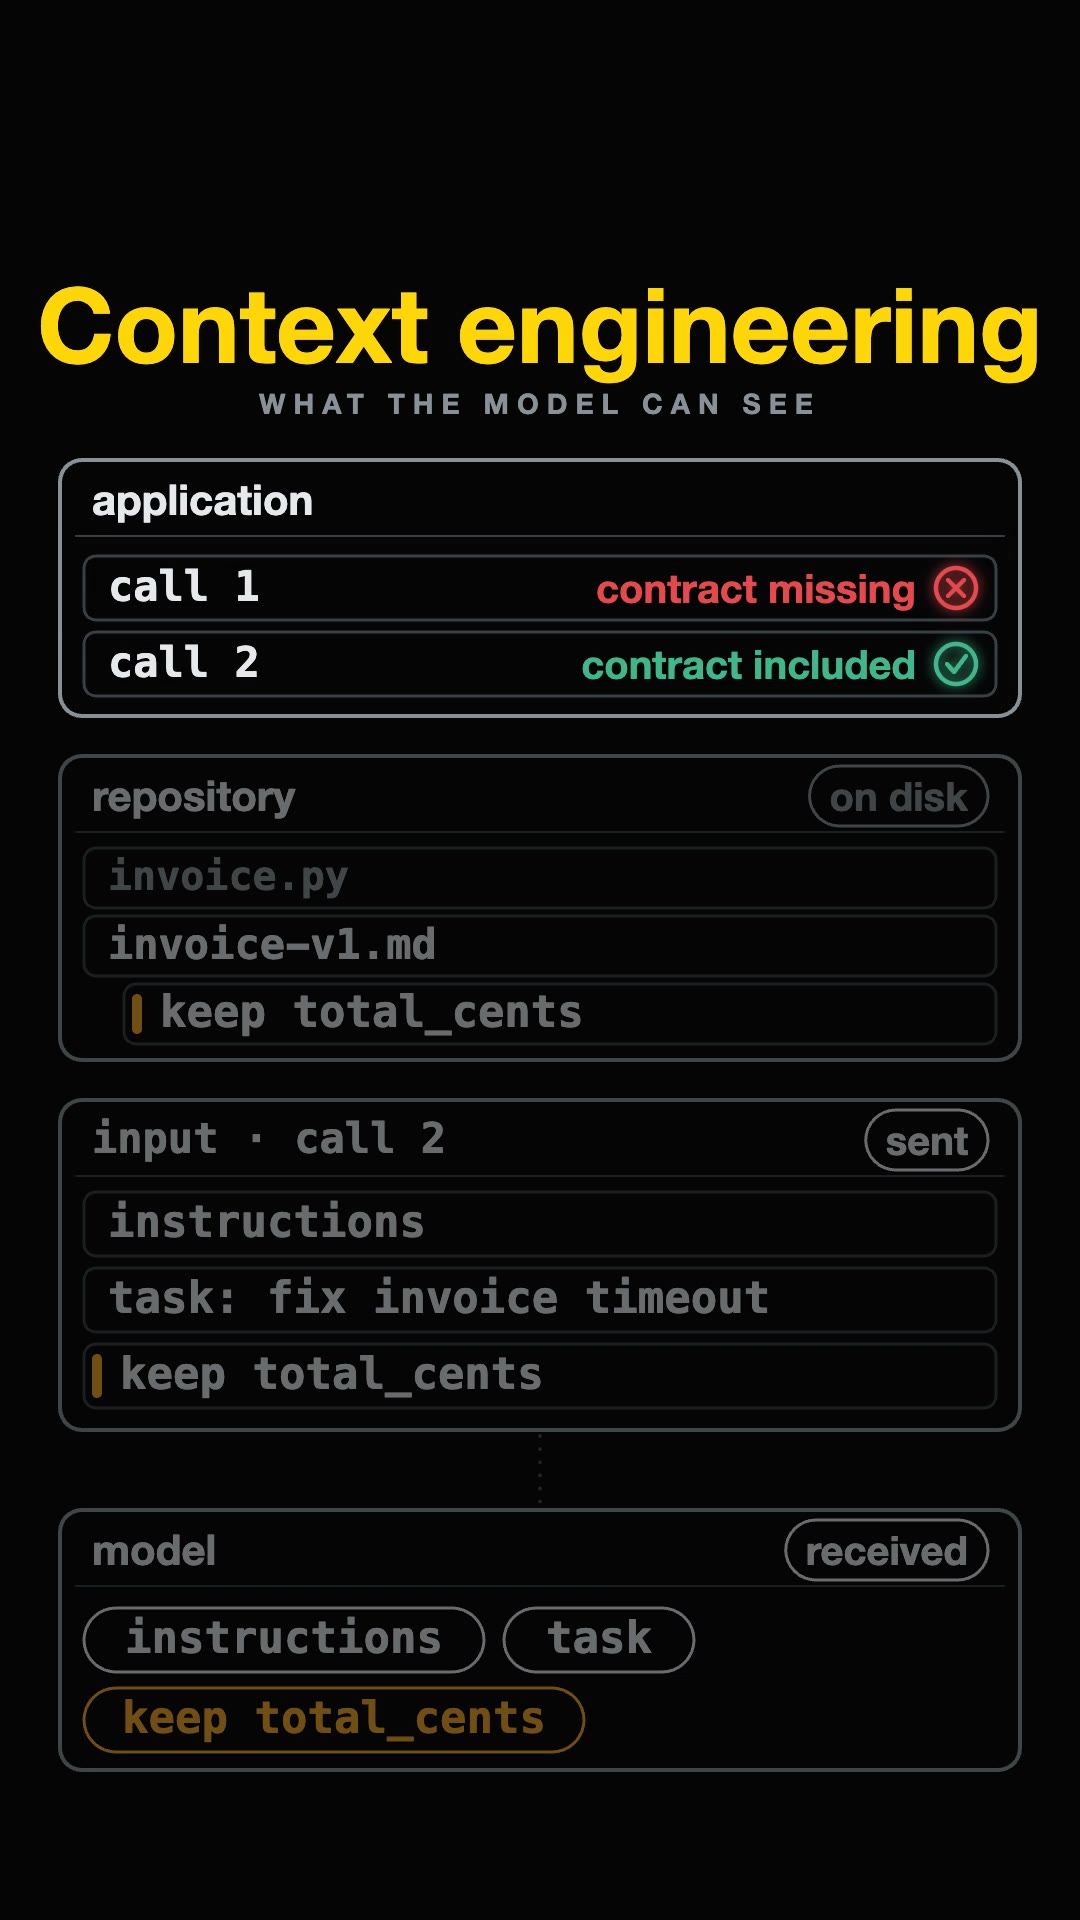 Context engineering
WHAT THE MODEL CAN SEE
application
call 1 contract missing
call 2 contract included
repository on disk
invoice.py
invoice-v1.md
keep total_cents
input · call 2 sent
instructions
task: fix invoice timeout
keep total_cents
model received
instructions task
keep total_cents